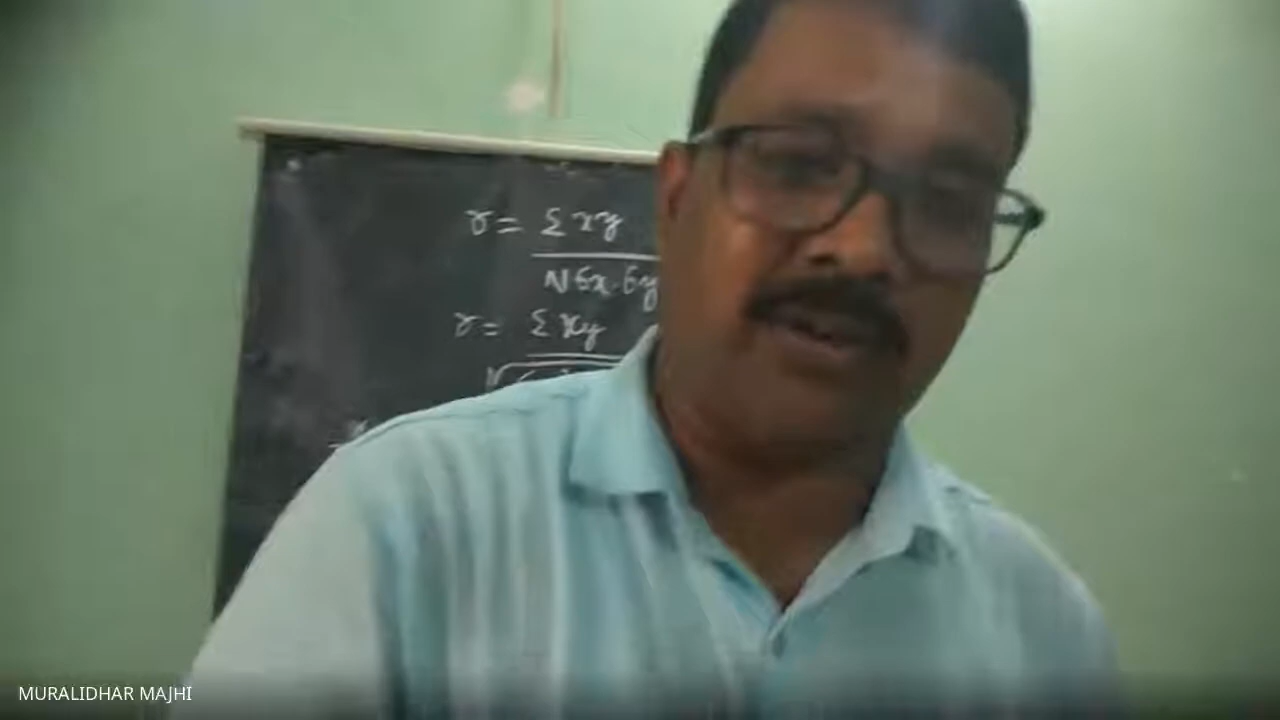 r = Σxy
Nσx.σy
r = Σxy
MURALIDHAR MAJHI